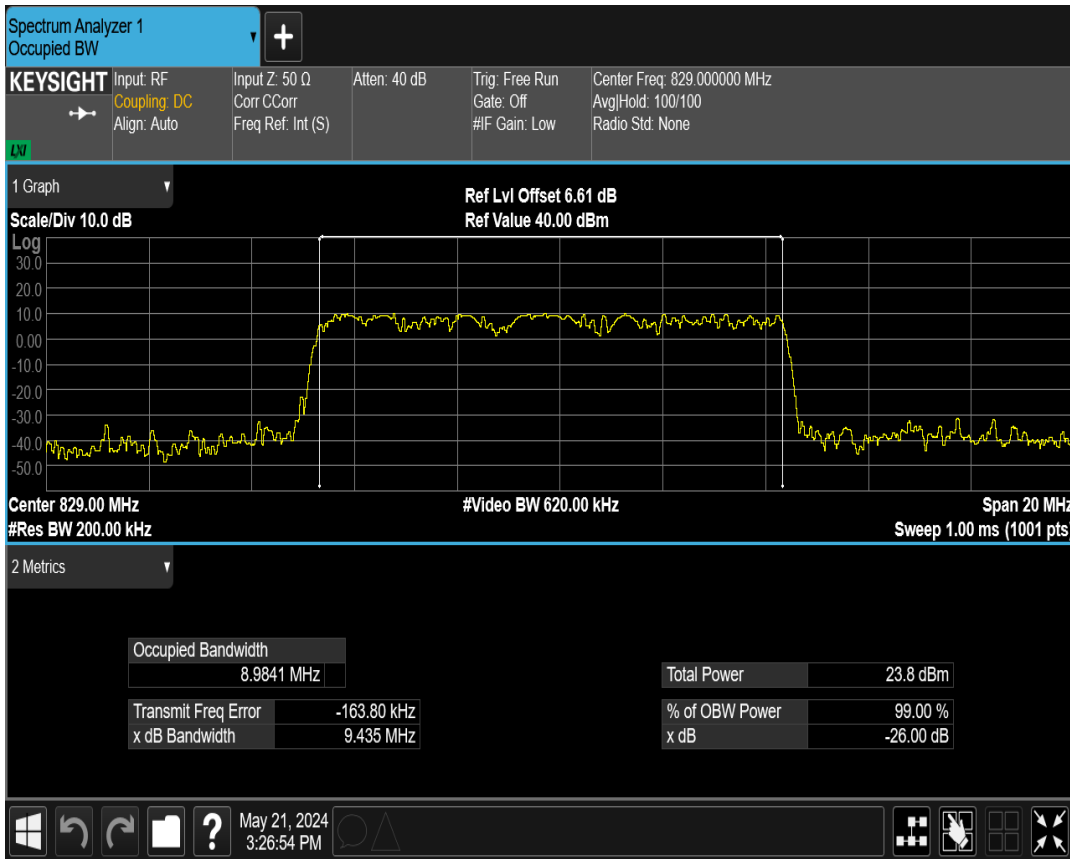 Spectrum Analyzer 1
Occupied BW
KEYSIGHT
LXI
Input: RF
Coupling: DC
Align: Auto
Input Z: 50 Ω
Corr CCorr
Freq Ref: Int (S)
Atten: 40 dB
Trig: Free Run
Gate: Off
#IF Gain: Low
Center Freq: 829.000000 MHz
Avg|Hold: 100/100
Radio Std: None
1 Graph
Ref Lvl Offset 6.61 dB
Scale/Div 10.0 dB
Ref Value 40.00 dBm
Log
30.0
20.0
10.0
0.00
-10.0
-20.0
-30.0
-40.0
-50.0
Center 829.00 MHz
#Video BW 620.00 kHz
Span 20 MHz
#Res BW 200.00 kHz
Sweep 1.00 ms (1001 pts)
2 Metrics
Occupied Bandwidth
8.9841 MHz
Transmit Freq Error -163.80 kHz
x dB Bandwidth 9.435 MHz
Total Power 23.8 dBm
% of OBW Power 99.00 %
x dB -26.00 dB
?
May 21, 2024
3:26:54 PM